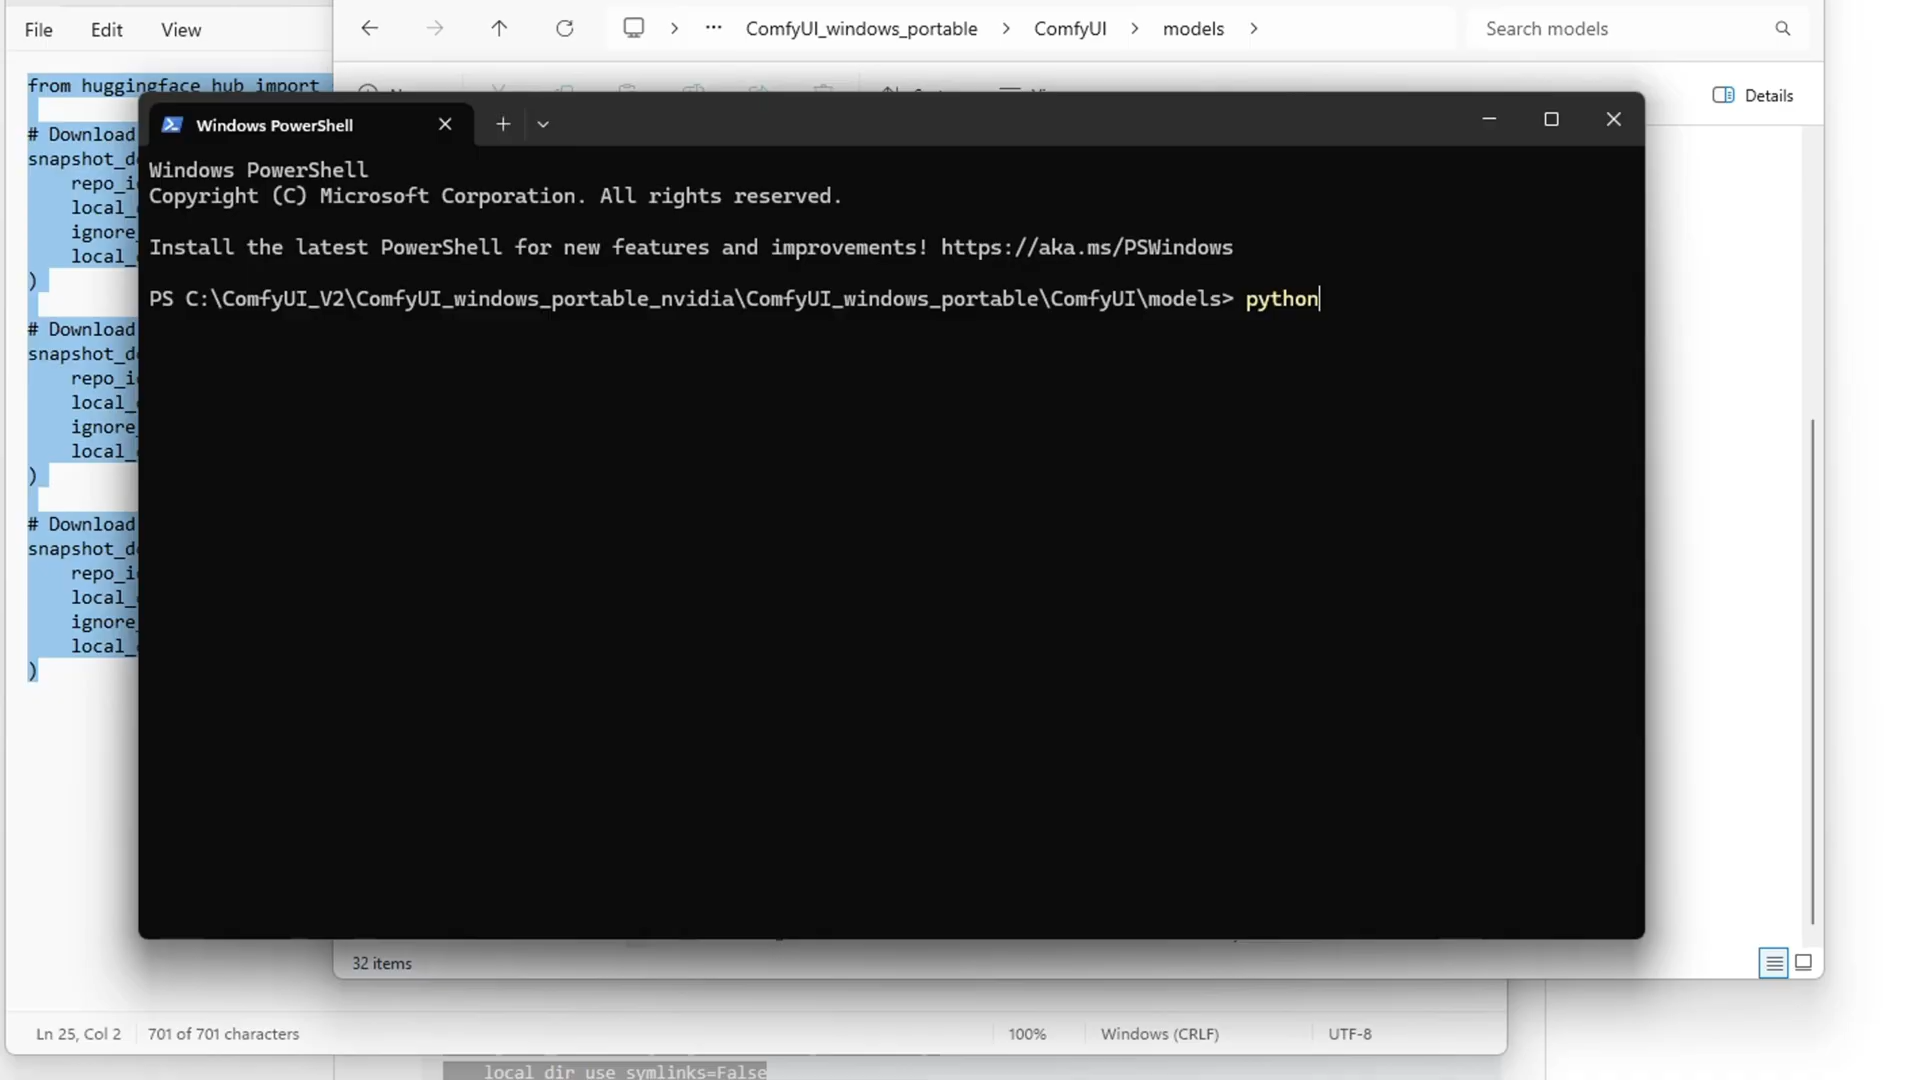 File Edit View
ComfyUI_windows_portable ComfyUI models
Search models
Details
from huggingface_hub import
# Download
snapshot_d
repo_i
local_
ignore_
local_
)
# Download
snapshot_d
repo_i
local_
ignore_
local_
)
# Download
snapshot_d
repo_i
local_
ignore_
local_
)
Windows PowerShell
Windows PowerShell
Copyright (C) Microsoft Corporation. All rights reserved.
Install the latest PowerShell for new features and improvements! https://aka.ms/PSWindows
PS C:\ComfyUI_V2\ComfyUI_windows_portable_nvidia\ComfyUI_windows_portable\ComfyUI\models> python
32 items
Ln 25, Col 2 701 of 701 characters 100% Windows (CRLF) UTF-8
local_dir_use_symlinks=False